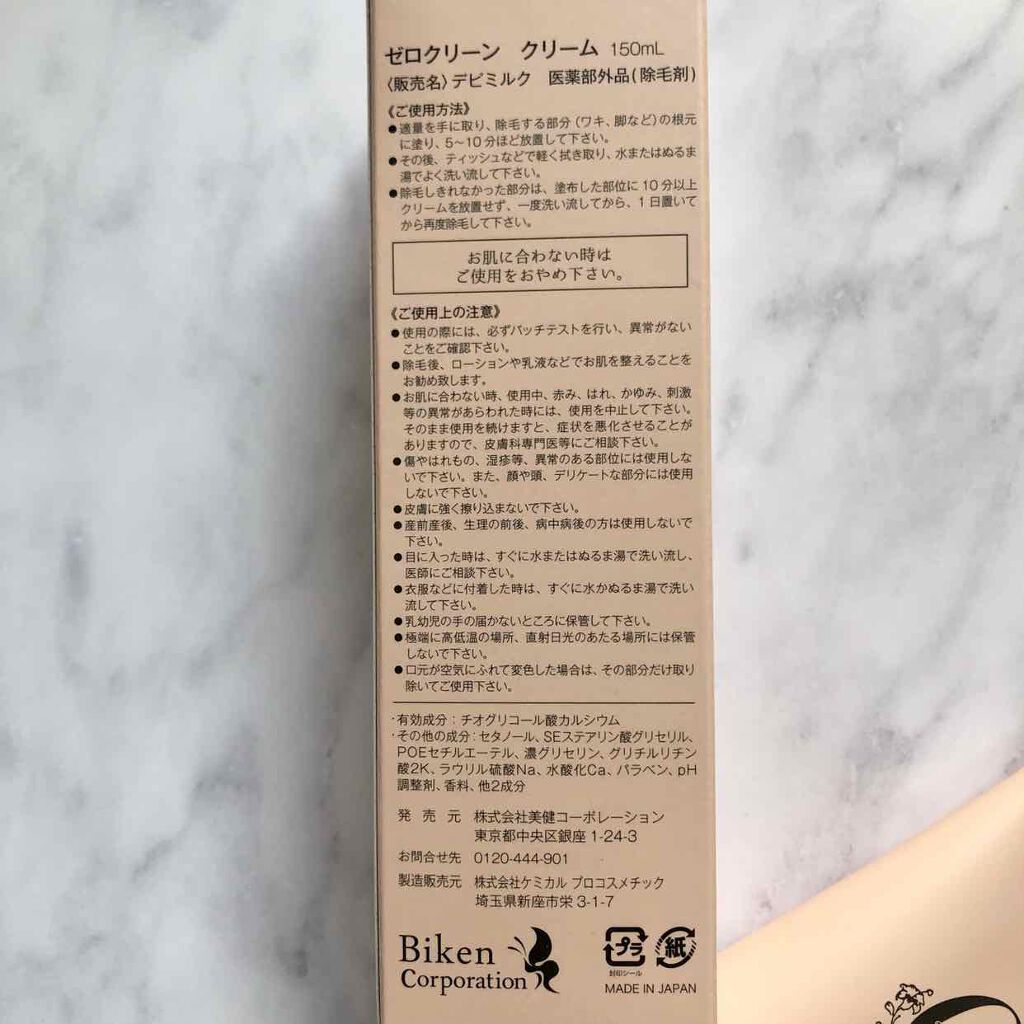 ゼロクリーン クリーム 150mL
〈販売名〉デビミルク 医薬部外品(除毛剤)
《ご使用方法》
●適量を手に取り、除毛する部分(ワキ、脚など)の根元
に塗り、5〜10分ほど放置して下さい。
●その後、ティッシュなどで軽く拭き取り、水またはぬるま
湯でよく洗い流して下さい。
●除毛しきれなかった部分は、塗布した部位に10分以上
クリームを放置せず、一度洗い流してから、1日置いて
から再度除毛して下さい。
お肌に合わない時は
ご使用をおやめ下さい。
《ご使用上の注意》
●使用の際には、必ずパッチテストを行い、異常がない
ことをご確認下さい。
●除毛後、ローションや乳液などでお肌を整えることを
お勧め致します。
●お肌に合わない時、使用中、赤み、はれ、かゆみ、刺激
等の異常があらわれた時には、使用を中止して下さい。
そのまま使用を続けますと、症状を悪化させることが
ありますので、皮膚科専門医等にご相談下さい。
●傷やはれもの、湿疹等、異常のある部位には使用しな
いで下さい。また、顔や頭、デリケートな部分には使用
しないで下さい。
●皮膚に強く擦り込まないで下さい。
●産前産後、生理の前後、病中病後の方は使用しないで
下さい。
●目に入った時は、すぐに水またはぬるま湯で洗い流し、
医師にご相談下さい。
●衣服などに付着した時は、すぐに水かぬるま湯で洗い
流して下さい。
●乳幼児の手の届かないところに保管して下さい。
●極端に高低温の場所、直射日光のあたる場所には保管
しないで下さい。
●口元が空気にふれて変色した場合は、その部分だけ取り
除いてご使用下さい。
・有効成分：チオグリコール酸カルシウム
・その他の成分：セタノール、SEステアリン酸グリセリル、
POEセチルエーテル、濃グリセリン、グリチルリチン
酸2K、ラウリル硫酸Na、水酸化Ca、パラベン、pH
調整剤、香料、他2成分
発売元 株式会社美健コーポレーション
東京都中央区銀座 1-24-3
お問合せ先 0120-444-901
製造販売元 株式会社ケミカル プロコスメチック
埼玉県新座市栄 3-1-7
Biken
Corporation
プラ 紙
封印シール
MADE IN JAPAN